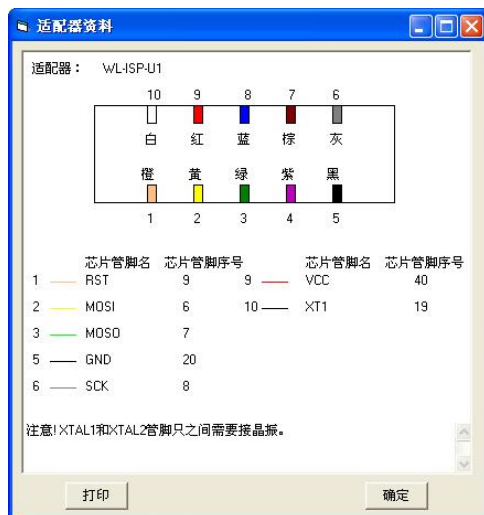 适配器资料
适配器： WL-ISP-U1
10 9 8 7 6
白 红 蓝 棕 灰
橙 黄 绿 紫 黑
1 2 3 4 5
芯片管脚名 芯片管脚序号 芯片管脚名 芯片管脚序号
1 RST 9 9 VCC 40
2 MOSI 6 10 XT1 19
3 MOSO 7
5 GND 20
6 SCK 8
注意!XTAL1和XTAL2管脚只之间需要接晶振。
打印 确定